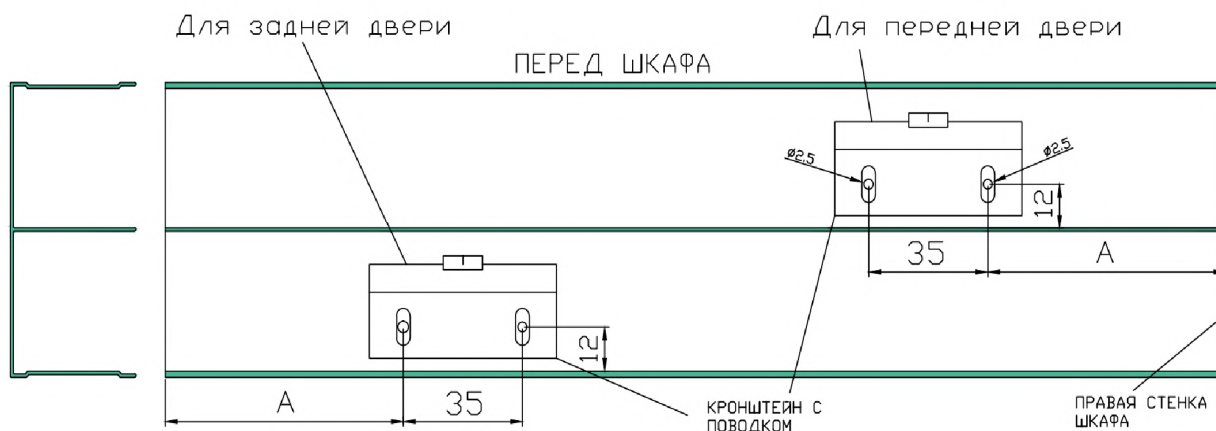 Для задней двери
Для передней двери
ПЕРЕД ШКАФА
ø2.5
ø2.5
12
35
A
12
A
35
КРОНШТЕЙН С
ПОВОДКОМ
ПРАВАЯ СТЕНКА
ШКАФА